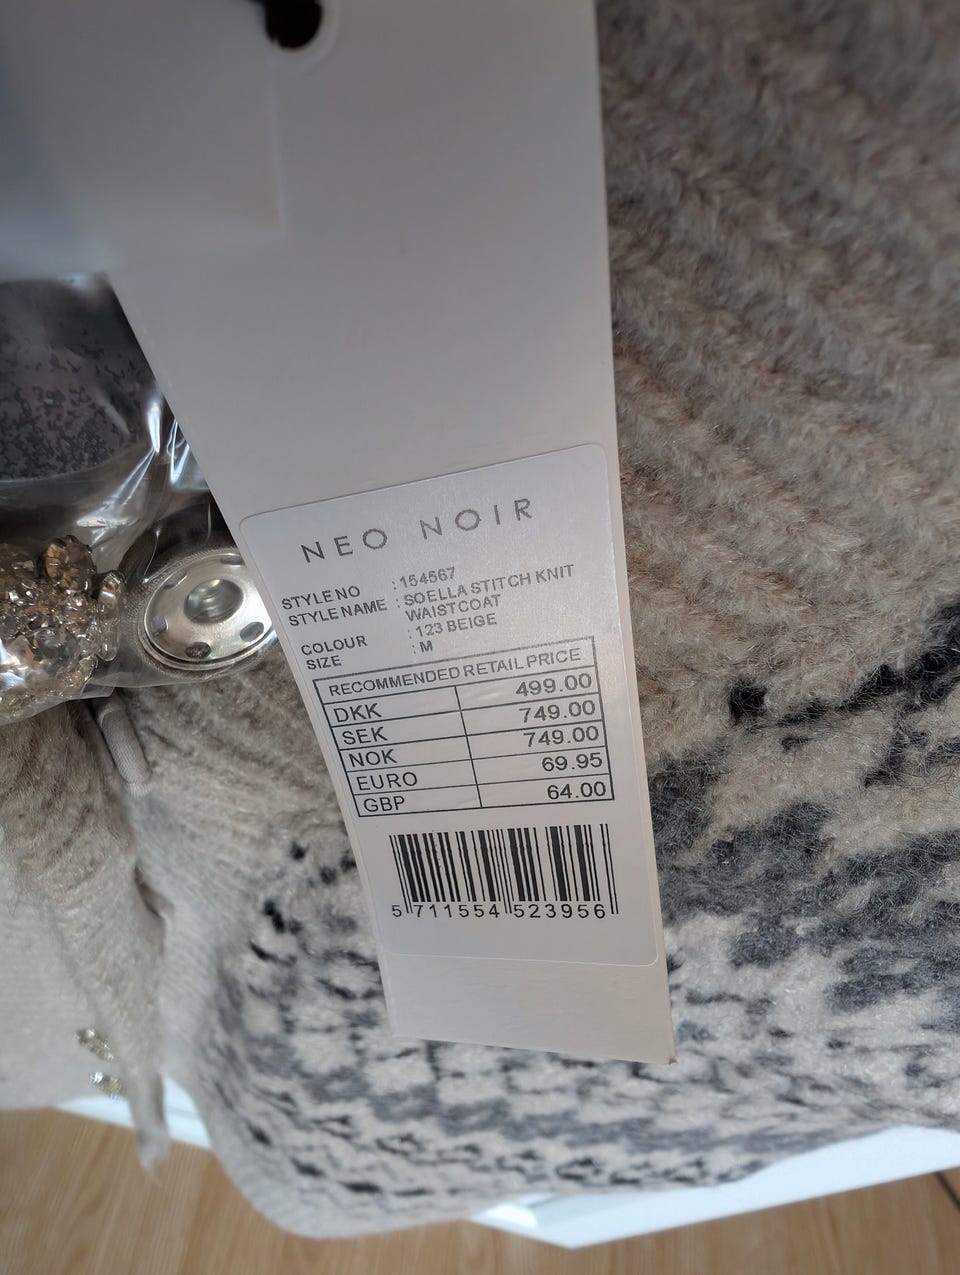 NEO NOIR
STYLE NO : 154567
STYLE NAME : SOELLA STITCH KNIT
WAISTCOAT
COLOUR : 123 BEIGE
SIZE : M
RECOMMENDED RETAIL PRICE
DKK 499.00
SEK 749.00
NOK 749.00
EURO 69.95
GBP 64.00
5 711554 523956